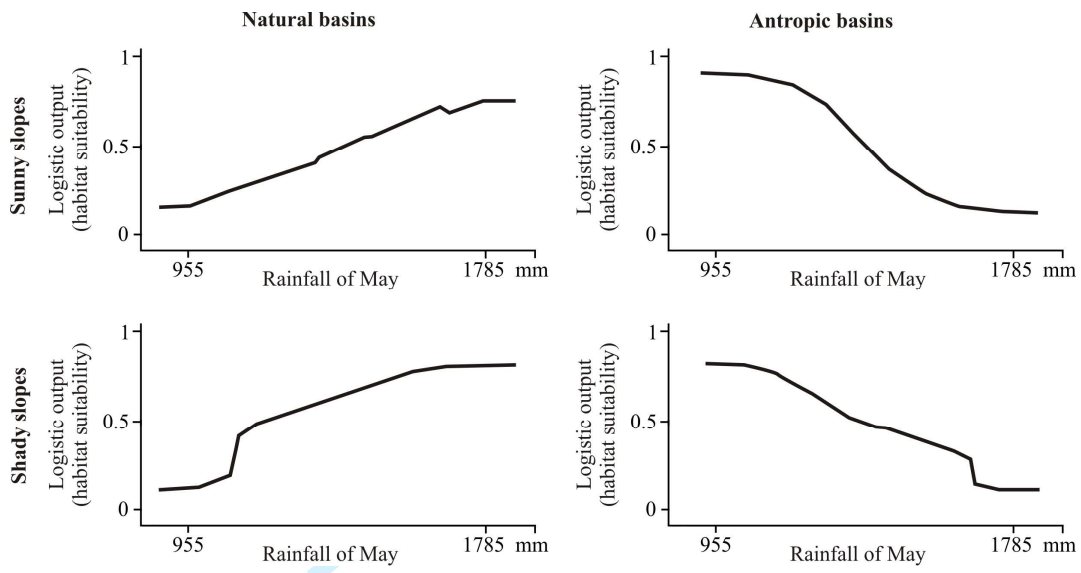 Natural basins
Antropic basins
Sunny slopes
Logistic output
(habitat suitability)
1
0.5
0
955
1785 mm
Rainfall of May
Logistic output
(habitat suitability)
1
0.5
0
955
1785 mm
Rainfall of May
Shady slopes
Logistic output
(habitat suitability)
1
0.5
0
955
1785 mm
Rainfall of May
Logistic output
(habitat suitability)
1
0.5
0
955
1785 mm
Rainfall of May